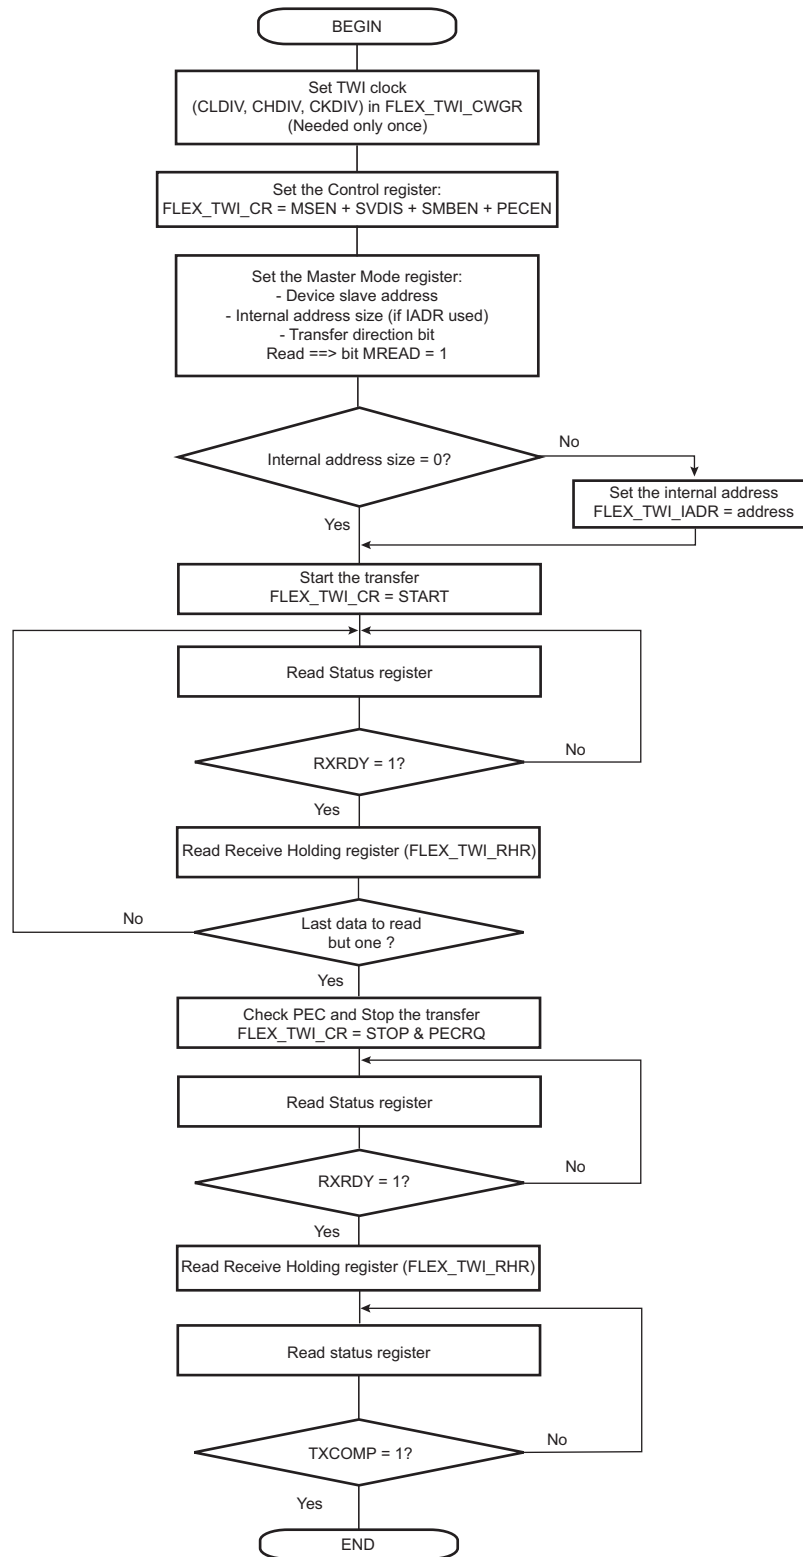 BEGIN
Set TWI clock
(CLDIV, CHDIV, CKDIV) in FLEX_TWI_CWGR
(Needed only once)
Set the Control register:
FLEX_TWI_CR = MSEN + SVDIS + SMBEN + PECEN
Set the Master Mode register:
- Device slave address
- Internal address size (if IADR used)
- Transfer direction bit
Read ==> bit MREAD = 1
Internal address size = 0?
No
Set the internal address
FLEX_TWI_IADR = address
Yes
Start the transfer
FLEX_TWI_CR = START
Read Status register
RXRDY = 1?
No
Yes
Read Receive Holding register (FLEX_TWI_RHR)
Last data to read
but one ?
No
Yes
Check PEC and Stop the transfer
FLEX_TWI_CR = STOP & PECRQ
Read Status register
RXRDY = 1?
No
Yes
Read Receive Holding register (FLEX_TWI_RHR)
Read status register
TXCOMP = 1?
No
Yes
END